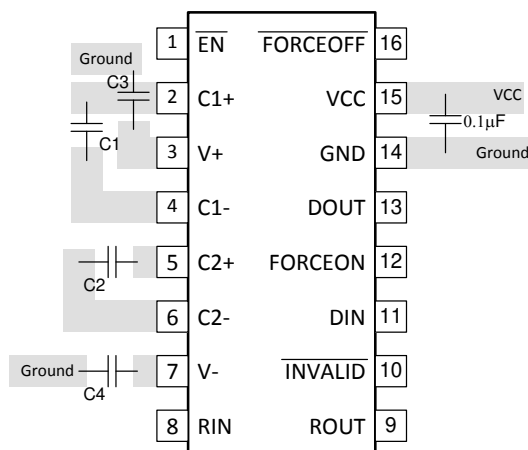 1 EN FORCEOFF 16
Ground
C3
2 C1+ VCC 15 VCC
0.1µF
C1
3 V+ GND 14 Ground
4 C1- DOUT 13
5 C2+ FORCEON 12
C2
6 C2- DIN 11
Ground 7 V- INVALID 10
C4
8 RIN ROUT 9